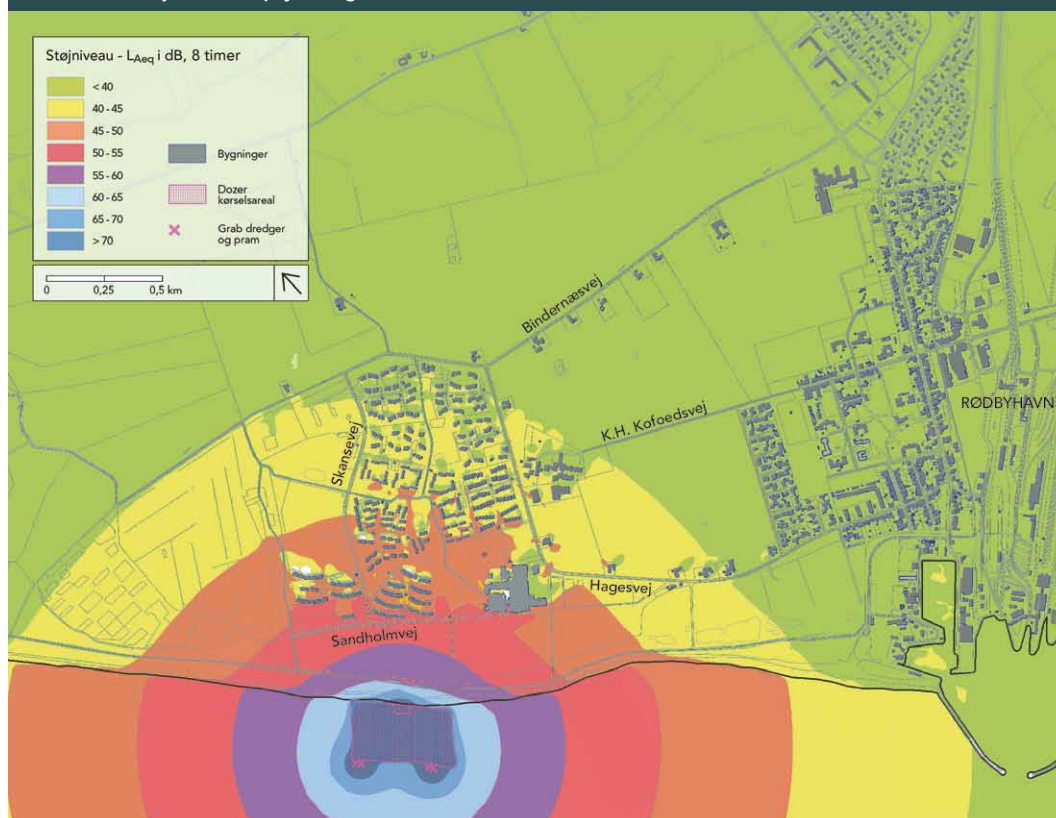 Støjniveau - LAeq i dB, 8 timer
< 40
40 - 45
45 - 50
50 - 55
55 - 60
60 - 65
65 - 70
> 70
Bygninger
Dozer
kørselsareal
Grab dredger
og pram
0 0,25 0,5 km
Bindernæsvej
K.H. Kofoedsvej
RØDBYHAVN
Skansevej
Hagesvej
Sandholmvej